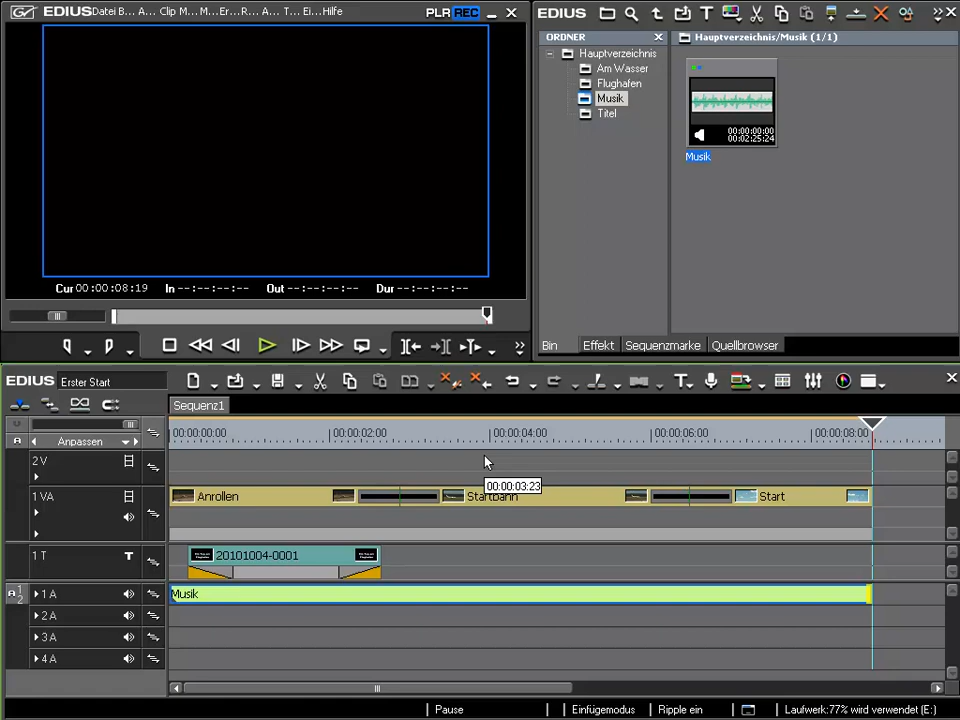 EDIUS Datei B... A... Clip M... M... Er... R... A... T... Ei... Hilfe PLR REC
Cur 00:00:08:19 In --:--:--:-- Out --:--:--:-- Dur --:--:--:--
EDIUS
ORDNER
Hauptverzeichnis
Am Wasser
Flughafen
Musik
Titel
Hauptverzeichnis/Musik (1/1)
00:00:00:00
00:02:25:24
Musik
Bin Effekt Sequenzmarke Quellbrowser
EDIUS Erster Start
Sequenz1
Anpassen
00:00:00:00 00:00:02:00 00:00:04:00 00:00:06:00 00:00:08:00
2 V
00:00:03:23
1 VA Anrollen Startbahn Start
1 T T 20101004-0001
A 1 2 1 A Musik
2 A
3 A
4 A
Pause Einfügemodus Ripple ein Laufwerk:77% wird verwendet (E:)